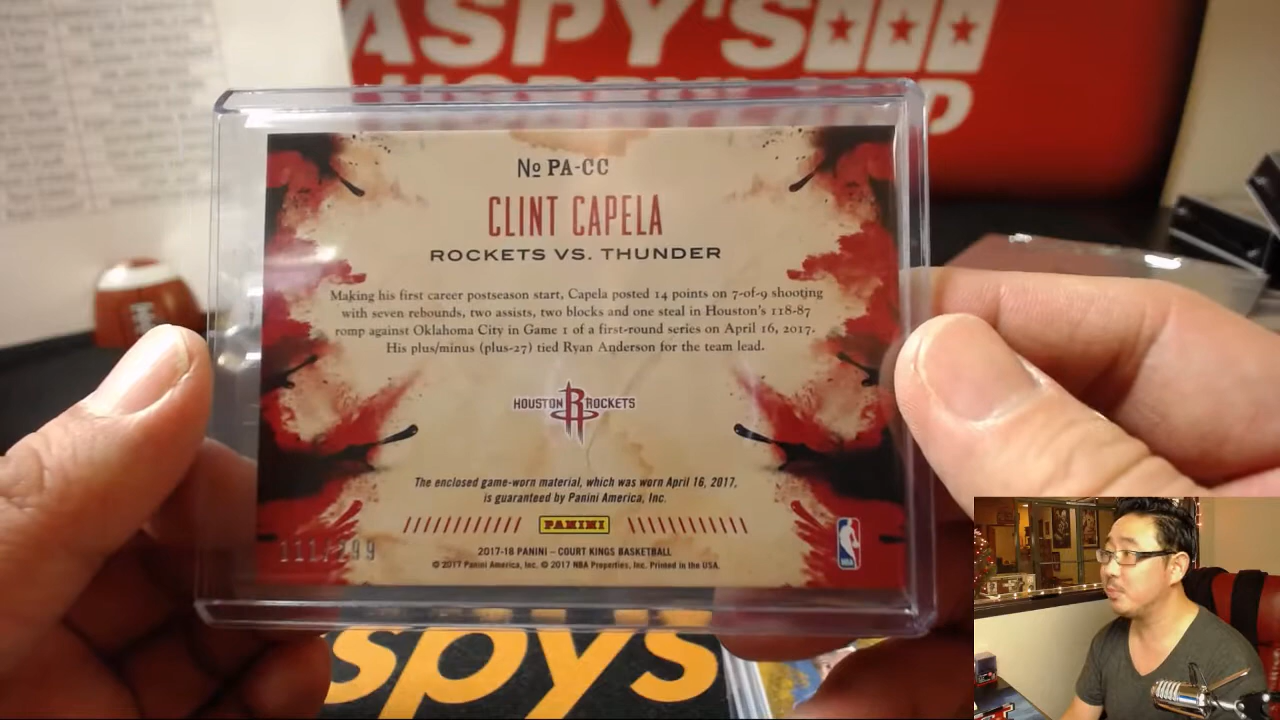 ASPY'S
No PA-CC
CLINT CAPELA
ROCKETS VS. THUNDER
Making his first career postseason start, Capela posted 14 points on 7-of-9 shooting
with seven rebounds, two assists, two blocks and one steal in Houston's 118-87
romp against Oklahoma City in Game 1 of a first-round series on April 16, 2017.
His plus/minus (plus-27) tied Ryan Anderson for the team lead.
HOUSTON R ROCKETS
The enclosed game-worn material, which was worn April 16, 2017,
is guaranteed by Panini America, Inc.
PANINI
111/299
2017-18 PANINI – COURT KINGS BASKETBALL
© 2017 Panini America, Inc. © 2017 NBA Properties, Inc. Printed in the USA.
NBA
aspys